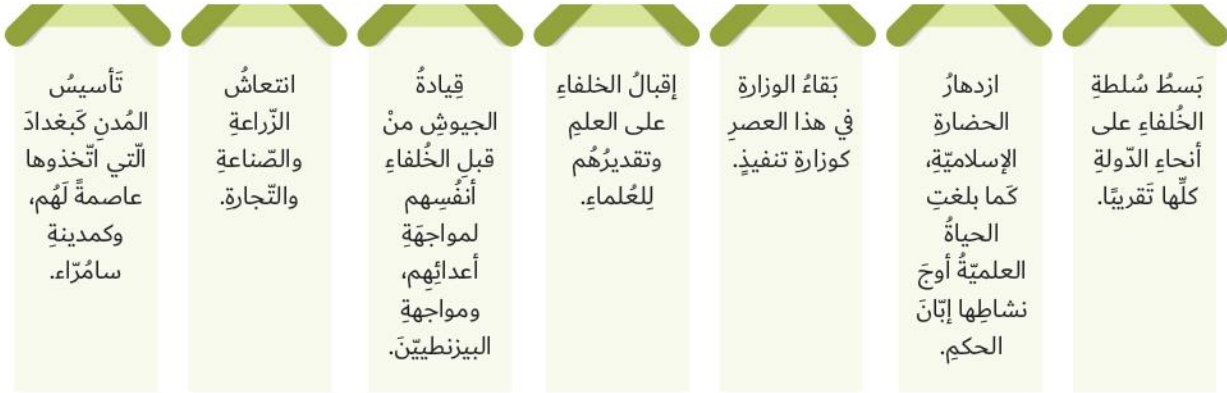 بَسطُ سُلطةِ
الخُلفاءِ على
أنحاءِ الدّولةِ
كلِّها تَقريبًا.
ازدهارُ
الحضارةِ
الإسلاميّةِ،
كَما بلغتِ
الحياةُ
العلميّةُ أوجَ
نشاطِها إبّانَ
الحكمِ.
بَقاءُ الوزارةِ
في هذا العصرِ
كوزارةِ تنفيذٍ.
إقبالُ الخلفاءِ
على العلمِ
وتقديرُهُم
لِلعُلماءِ.
قِيادةُ
الجيوشِ منْ
قبلِ الخُلفاءِ
أنفُسِهم
لمواجهَةِ
أعدائِهِم،
ومواجهةِ
البيزنطييّنَ.
انتعاشُ
الزّراعةِ
والصّناعةِ
والتّجارةِ.
تَأسيسُ
المُدنِ كَبغدادَ
الّتي اتّخذوها
عاصمةً لَهُم،
وكمدينةِ
سامُرّاء.